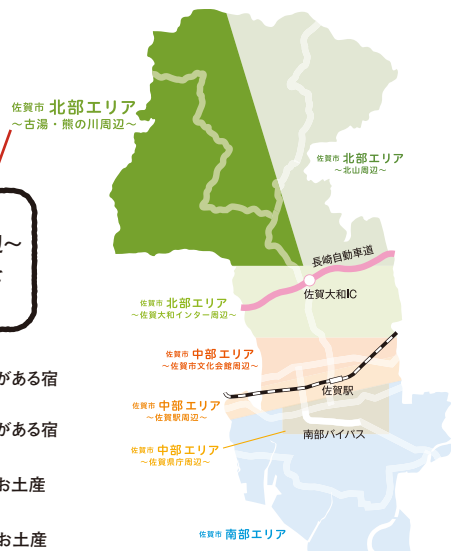 佐賀市 北部エリア
～古湯・熊の川周辺～
佐賀市 北部エリア
～北山周辺～
辺～
長崎自動車道
佐賀大和IC
佐賀市 北部エリア
～佐賀大和インター周辺～
佐賀市 中部エリア
～佐賀市文化会館周辺～
がある宿
佐賀駅
佐賀市 中部エリア
～佐賀駅周辺～
がある宿
南部バイパス
佐賀市 中部エリア
～佐賀県庁周辺～
お土産
佐賀市 南部エリア
お土産